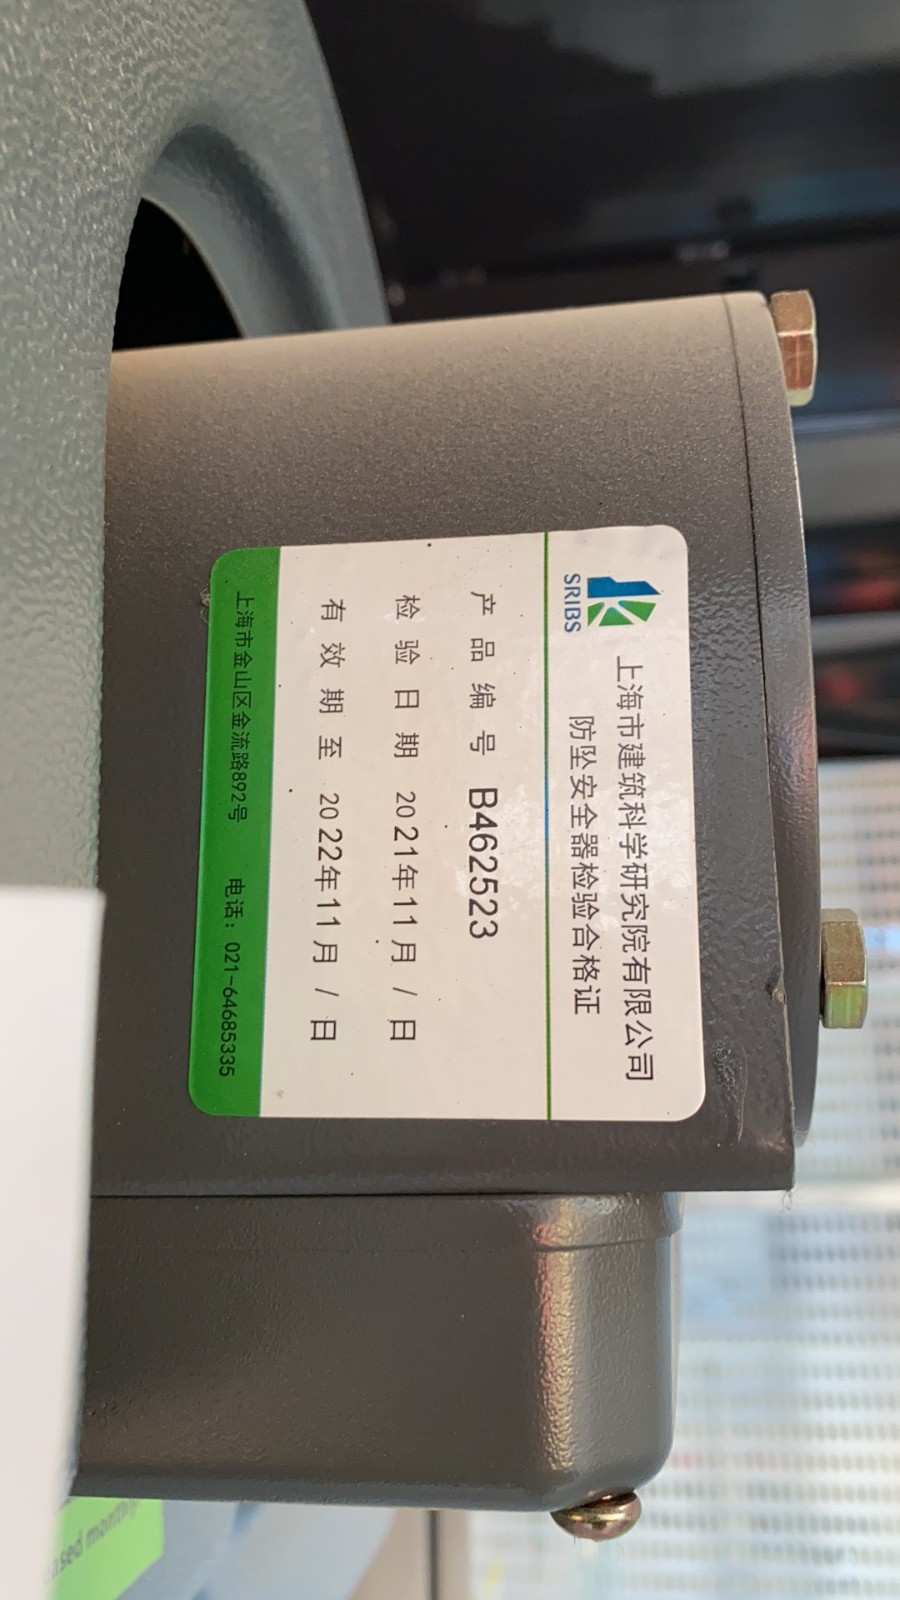 SRIBS
上海市建筑科学研究院有限公司
防坠安全器检验合格证
产品编号 B462523
检验日期 2021年11月/日
有效期至 2022年11月/日
上海市金山区金流路892号 电话：021-64685335
ased monthly